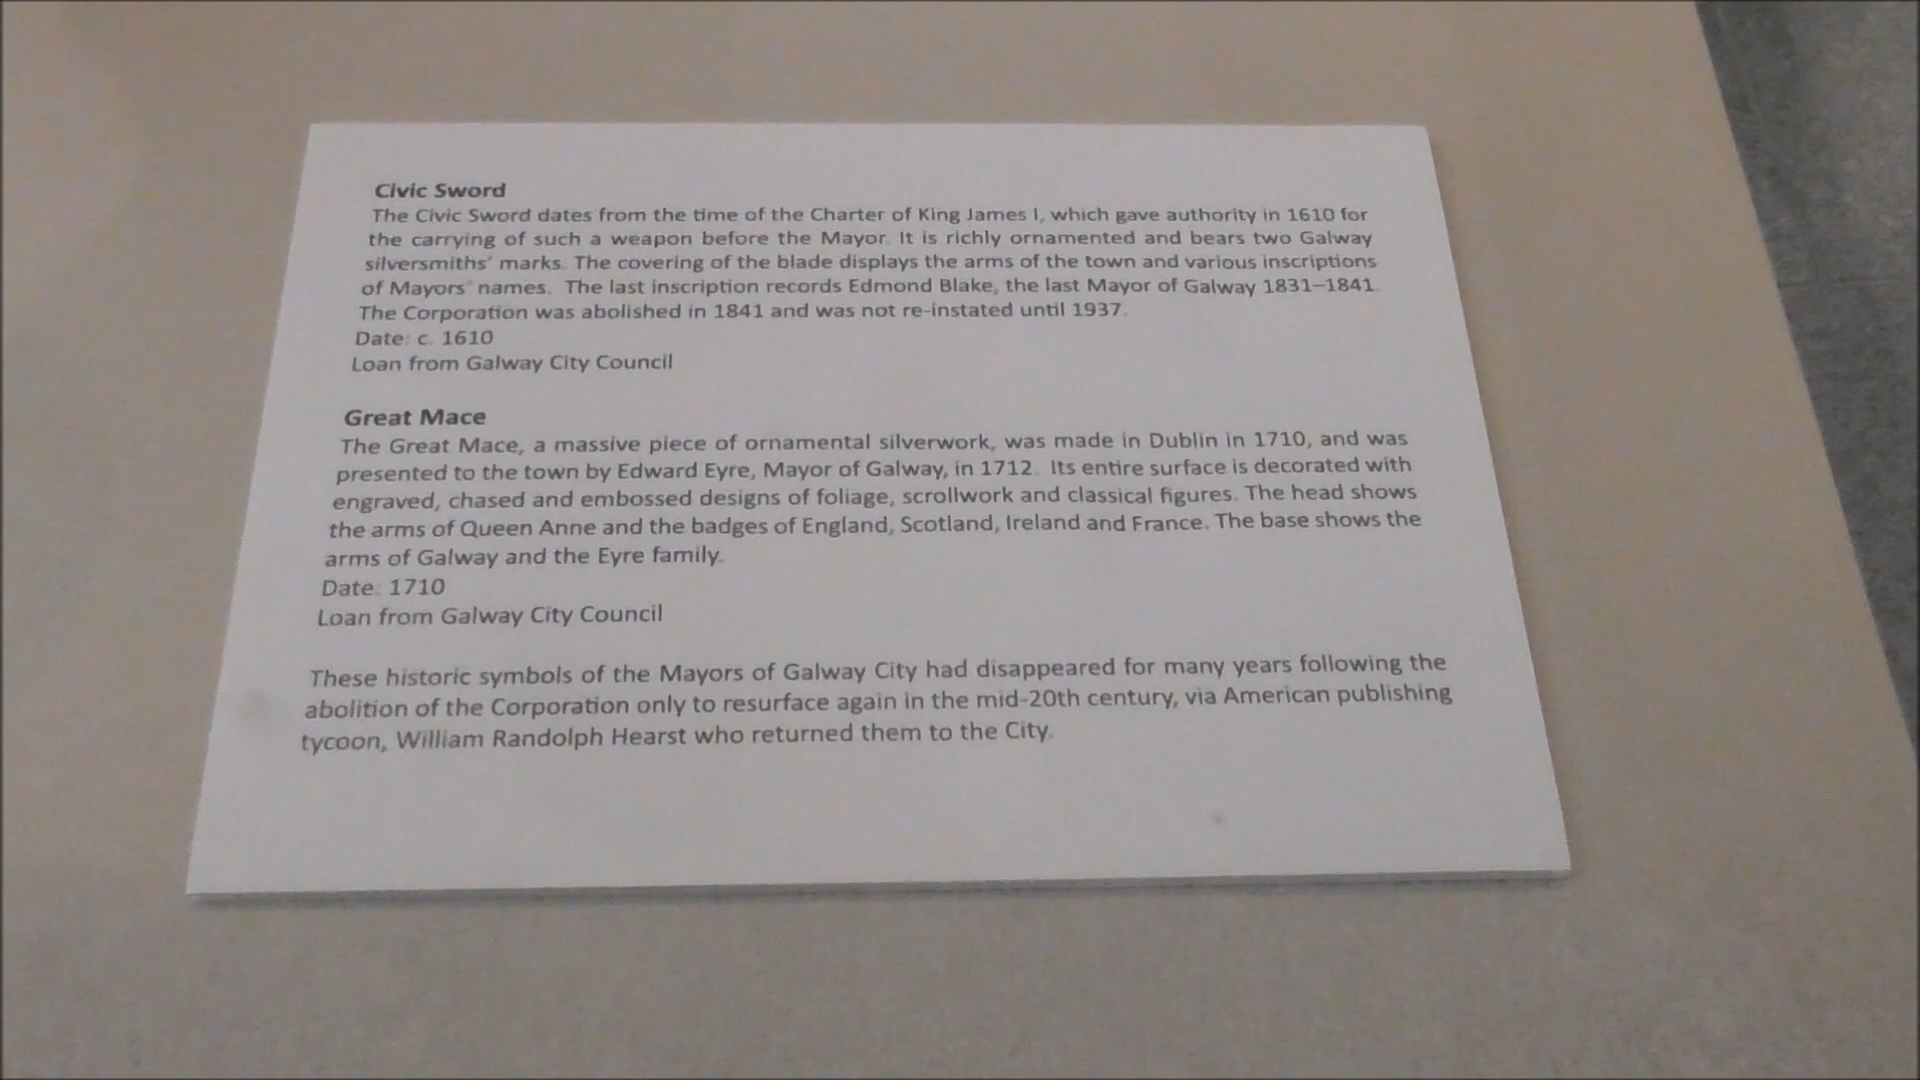 Civic Sword
The Civic Sword dates from the time of the Charter of King James I, which gave authority in 1610 for
the carrying of such a weapon before the Mayor. It is richly ornamented and bears two Galway
silversmiths' marks. The covering of the blade displays the arms of the town and various inscriptions
of Mayors' names. The last inscription records Edmond Blake, the last Mayor of Galway 1831–1841.
The Corporation was abolished in 1841 and was not re-instated until 1937.
Date: c. 1610
Loan from Galway City Council
Great Mace
The Great Mace, a massive piece of ornamental silverwork, was made in Dublin in 1710, and was
presented to the town by Edward Eyre, Mayor of Galway, in 1712. Its entire surface is decorated with
engraved, chased and embossed designs of foliage, scrollwork and classical figures. The head shows
the arms of Queen Anne and the badges of England, Scotland, Ireland and France. The base shows the
arms of Galway and the Eyre family.
Date: 1710
Loan from Galway City Council
These historic symbols of the Mayors of Galway City had disappeared for many years following the
abolition of the Corporation only to resurface again in the mid-20th century, via American publishing
tycoon, William Randolph Hearst who returned them to the City.